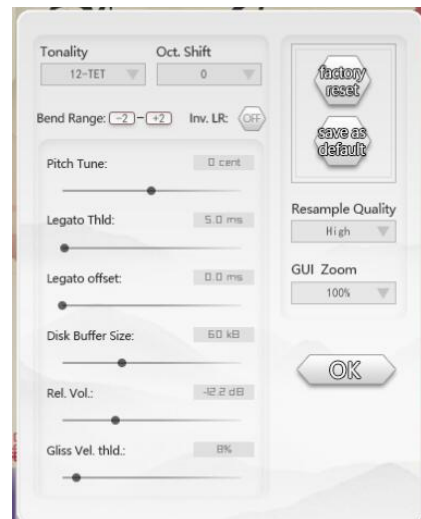 Tonality Oct. Shift
12-TET 0
Bend Range: -2 - +2 Inv. LR: OFF
Pitch Tune: 0 cent
Legato Thld: 5.0 ms
Legato offset: 0.0 ms
Disk Buffer Size: 60 kB
Rel. Vol.: -12.2 dB
Gliss Vel. thld.: 8%
factory
reset
save as
default
Resample Quality
High
GUI Zoom
100%
OK